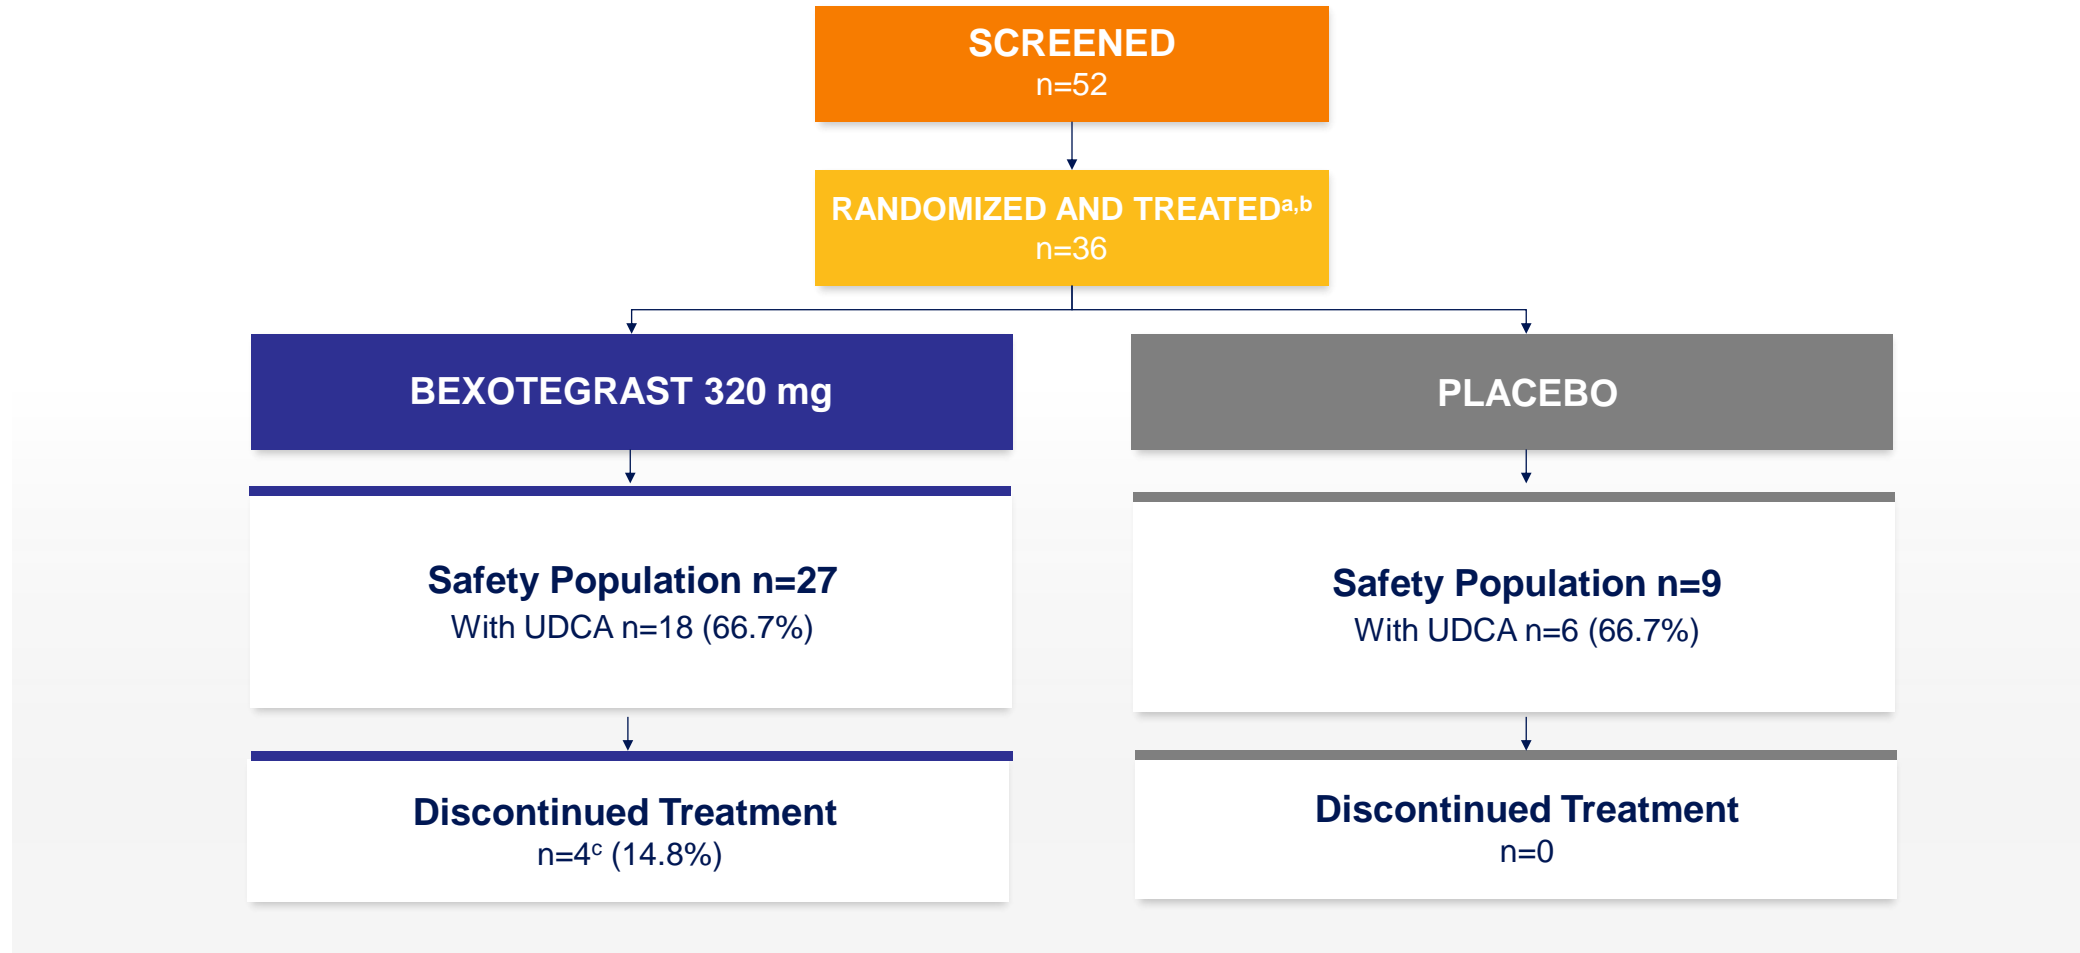 SCREENED
n=52
RANDOMIZED AND TREATEDa,b
n=36
BEXOTEGRAST 320 mg
PLACEBO
Safety Population n=27
With UDCA n=18 (66.7%)
Safety Population n=9
With UDCA n=6 (66.7%)
Discontinued Treatment
n=4c (14.8%)
Discontinued Treatment
n=0